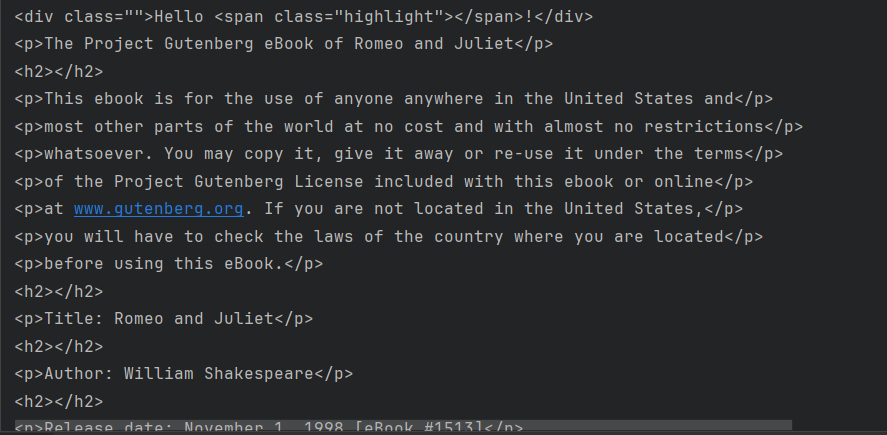 <div class="">Hello <span class="highlight"></span>!</div>
<p>The Project Gutenberg eBook of Romeo and Juliet</p>
<h2></h2>
<p>This ebook is for the use of anyone anywhere in the United States and</p>
<p>most other parts of the world at no cost and with almost no restrictions</p>
<p>whatsoever. You may copy it, give it away or re-use it under the terms</p>
<p>of the Project Gutenberg License included with this ebook or online</p>
<p>at www.gutenberg.org. If you are not located in the United States,</p>
<p>you will have to check the laws of the country where you are located</p>
<p>before using this eBook.</p>
<h2></h2>
<p>Title: Romeo and Juliet</p>
<h2></h2>
<p>Author: William Shakespeare</p>
<h2></h2>
<p>Release date: November 1, 1998 [eBook #1513]</p>